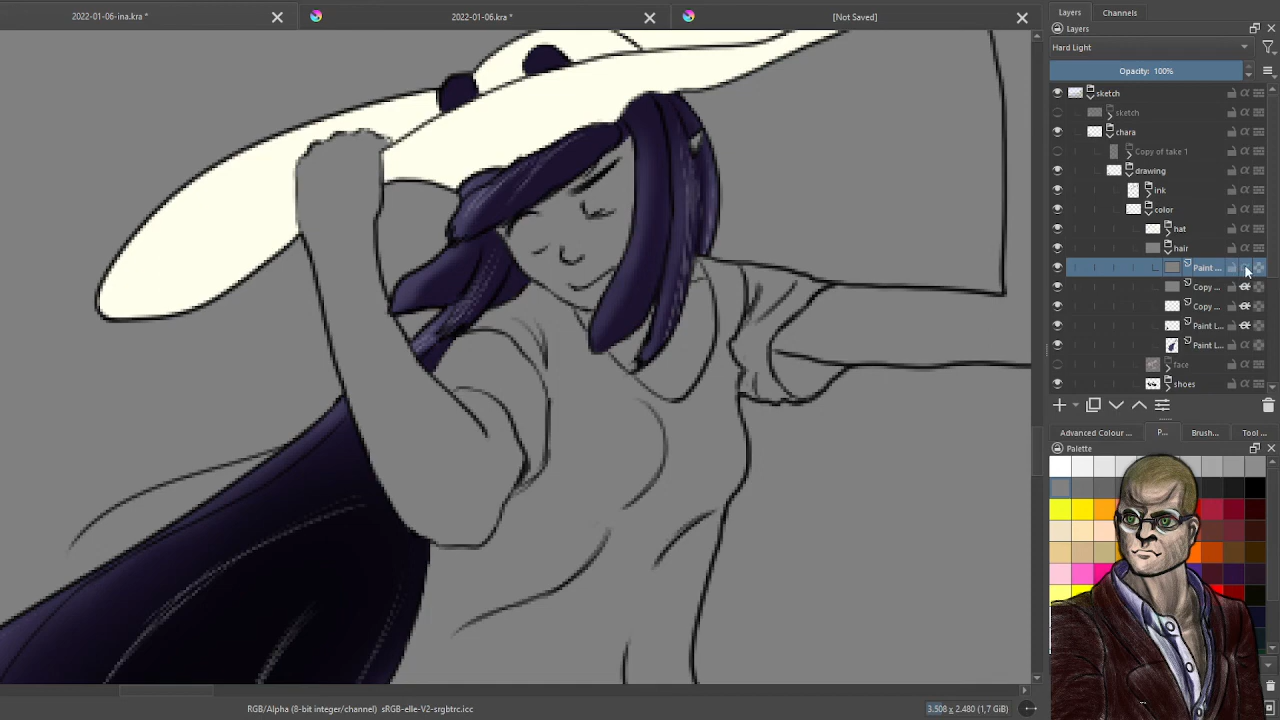 2022-01-06-ina.kra *
2022-01-06.kra *
[Not Saved]
Layers
Channels
Layers
Hard Light
Opacity: 100%
sketch
sketch
chara
Copy of take 1
drawing
ink
color
hat
hair
Paint ...
Copy ...
Copy ...
Paint L...
Paint L...
face
shoes
Advanced Colour ...
P...
Brush...
Tool ...
Palette
RGB/Alpha (8-bit integer/channel) sRGB-elle-V2-srgbtrc.icc
3.508 x 2.480 (1,7 GiB)